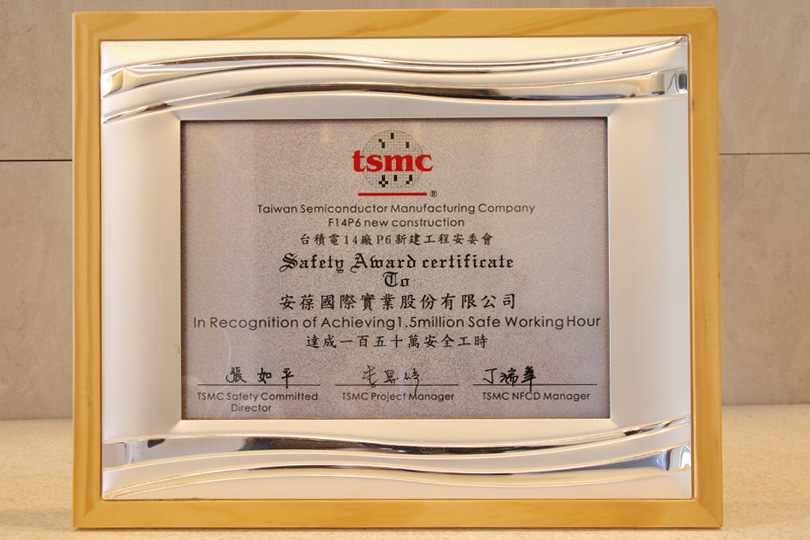 tsmc
®
Taiwan Semiconductor Manufacturing Company
F14P6 new construction
台積電14廠P6新建工程安委會
Safety Award certificate
To
安葆國際實業股份有限公司
In Recognition of Achieving1.5million Safe Working Hour
達成一百五十萬安全工時
張如平 丁瑞華
TSMC Safety Committed Director TSMC Project Manager TSMC NFCD Manager